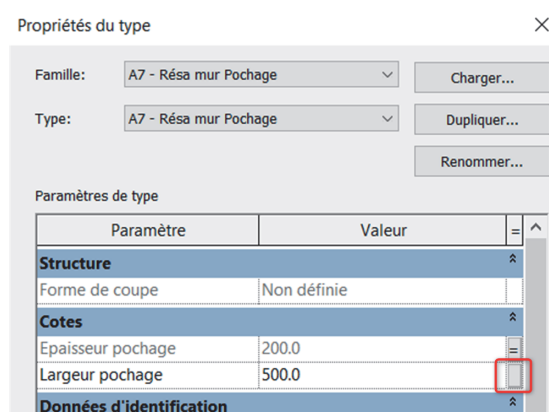 Propriétés du type
Famille: A7 - Résa mur Pochage Charger...
Type: A7 - Résa mur Pochage Dupliquer...
Renommer...
Paramètres de type
Paramètre Valeur =
Structure
Forme de coupe Non définie
Cotes
Epaisseur pochage 200.0 =
Largeur pochage 500.0
Données d'identification